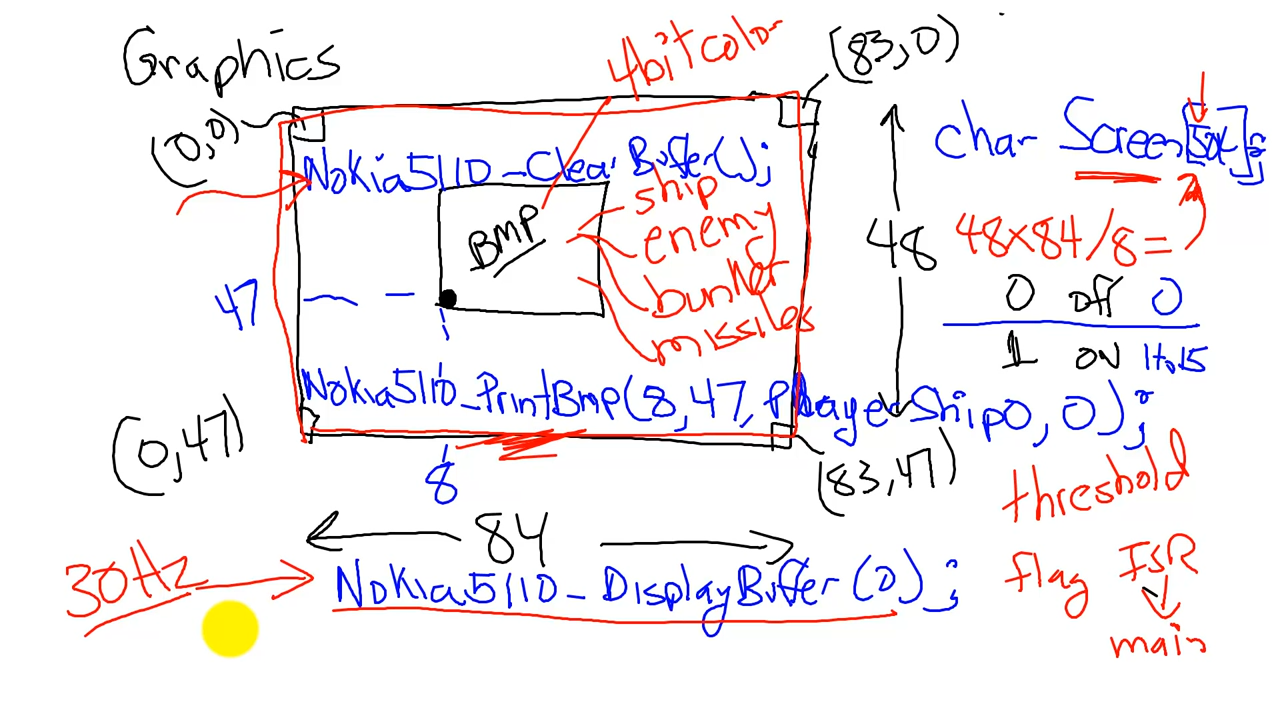 Graphics
4bitcolor
(83,0)
(0,0)
char Screen[504];
Nokia5110_ClearBuffer();
BMP
ship
enemy
bunker
missiles
48
48x84/8=
0 off 0
1 on 1to15
47
Nokia5110_PrintBmp(8,47,PlayerShip0,0);
(0,47)
8
(83,47)
threshold
84
30Hz
Nokia5110_DisplayBuffer(0);
flag ISR
main